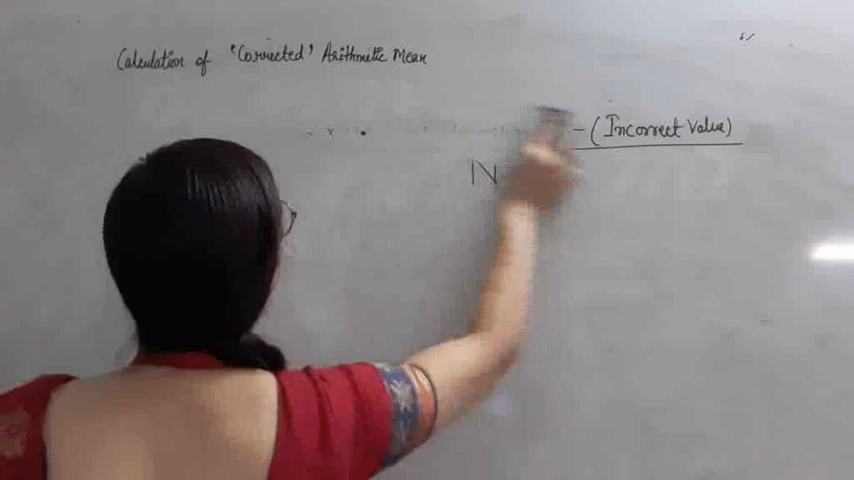 Calculation of 'Corrected' Arithmetic Mean
- (Incorrect Value)
N